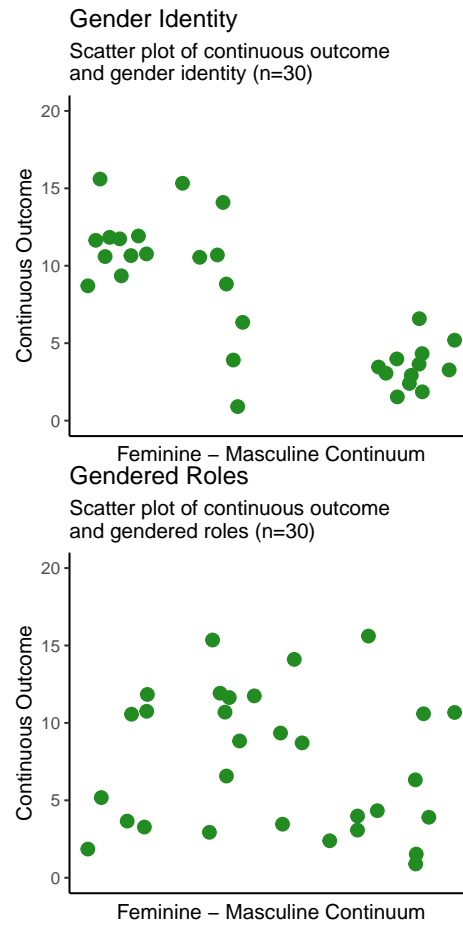 Gender Identity
Scatter plot of continuous outcome
and gender identity (n=30)
20
15
10
5
0
Continuous Outcome
Feminine − Masculine Continuum
Gendered Roles
Scatter plot of continuous outcome
and gendered roles (n=30)
20
15
10
5
0
Continuous Outcome
Feminine − Masculine Continuum